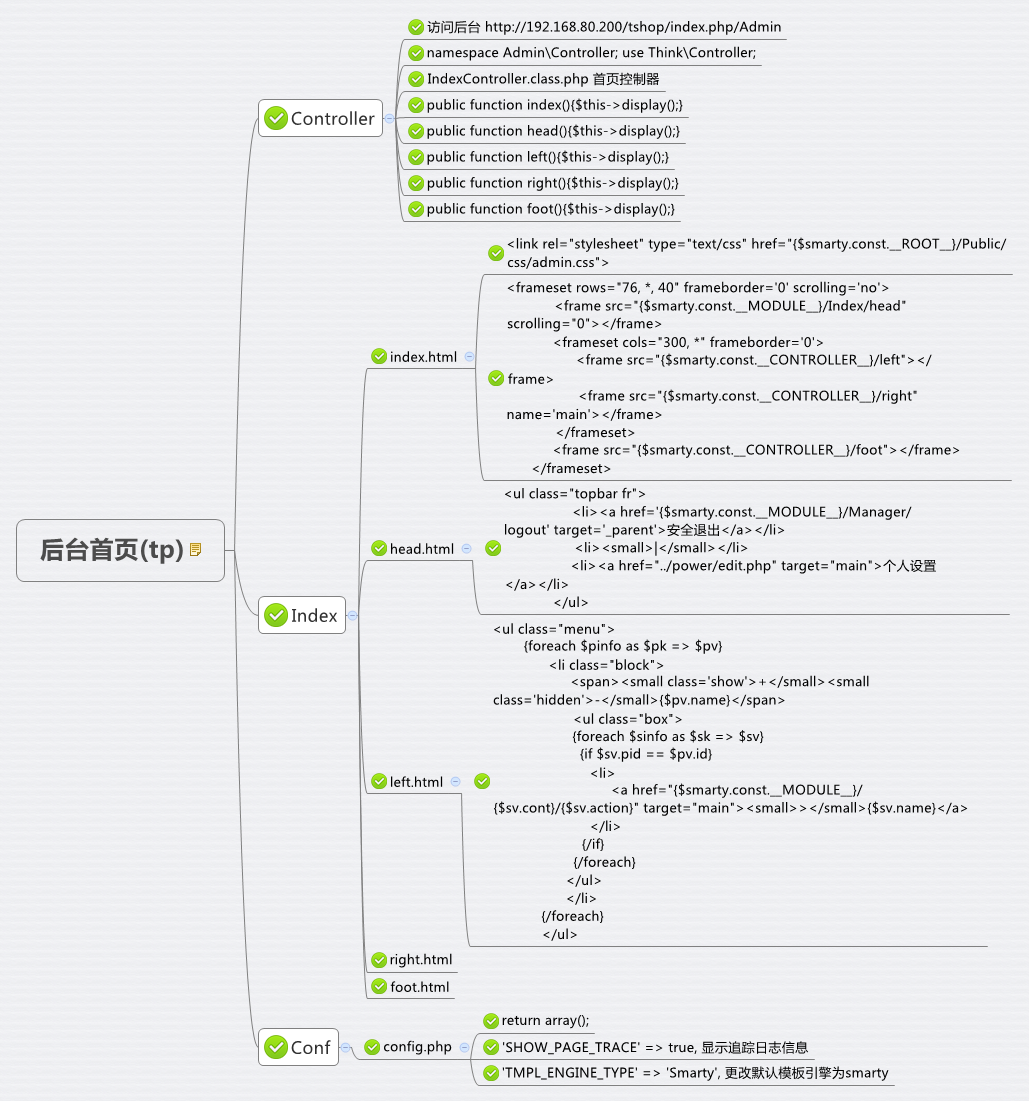 后台首页(tp)
Controller
访问后台 http://192.168.80.200/tshop/index.php/Admin
namespace Admin\Controller; use Think\Controller;
IndexController.class.php 首页控制器
public function index(){$this->display();}
public function head(){$this->display();}
public function left(){$this->display();}
public function right(){$this->display();}
public function foot(){$this->display();}
Index
index.html
<link rel="stylesheet" type="text/css" href="{$smarty.const.__ROOT__}/Public/
css/admin.css">
<frameset rows="76, *, 40" frameborder='0' scrolling='no'>
<frame src="{$smarty.const.__MODULE__}/Index/head"
scrolling="0"></frame>
<frameset cols="300, *" frameborder='0'>
<frame src="{$smarty.const.__CONTROLLER__}/left"></
frame>
<frame src="{$smarty.const.__CONTROLLER__}/right"
name='main'></frame>
</frameset>
<frame src="{$smarty.const.__CONTROLLER__}/foot"></frame>
</frameset>
head.html
<ul class="topbar fr">
<li><a href='{$smarty.const.__MODULE__}/Manager/
logout' target='_parent'>安全退出</a></li>
<li><small>|</small></li>
<li><a href="../power/edit.php" target="main">个人设置
</a></li>
</ul>
left.html
<ul class="menu">
{foreach $pinfo as $pk => $pv}
<li class="block">
<span><small class='show'>+</small><small
class='hidden'>-</small>{$pv.name}</span>
<ul class="box">
{foreach $sinfo as $sk => $sv}
{if $sv.pid == $pv.id}
<li>
<a href="{$smarty.const.__MODULE__}/
{$sv.cont}/{$sv.action}" target="main"><small>></small>{$sv.name}</a>
</li>
{/if}
{/foreach}
</ul>
</li>
{/foreach}
</ul>
right.html
foot.html
Conf
config.php
return array();
'SHOW_PAGE_TRACE' => true, 显示追踪日志信息
'TMPL_ENGINE_TYPE' => 'Smarty', 更改默认模板引擎为smarty